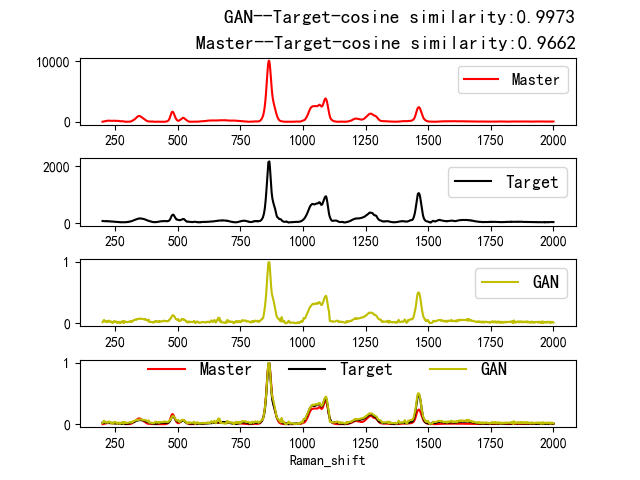 GAN--Target-cosine similarity:0.9973
Master--Target-cosine similarity:0.9662
10000
0
Master
250 500 750 1000 1250 1500 1750 2000
2000
0
Target
250 500 750 1000 1250 1500 1750 2000
1
0
GAN
250 500 750 1000 1250 1500 1750 2000
1
0
Master Target GAN
250 500 750 1000 1250 1500 1750 2000
Raman_shift